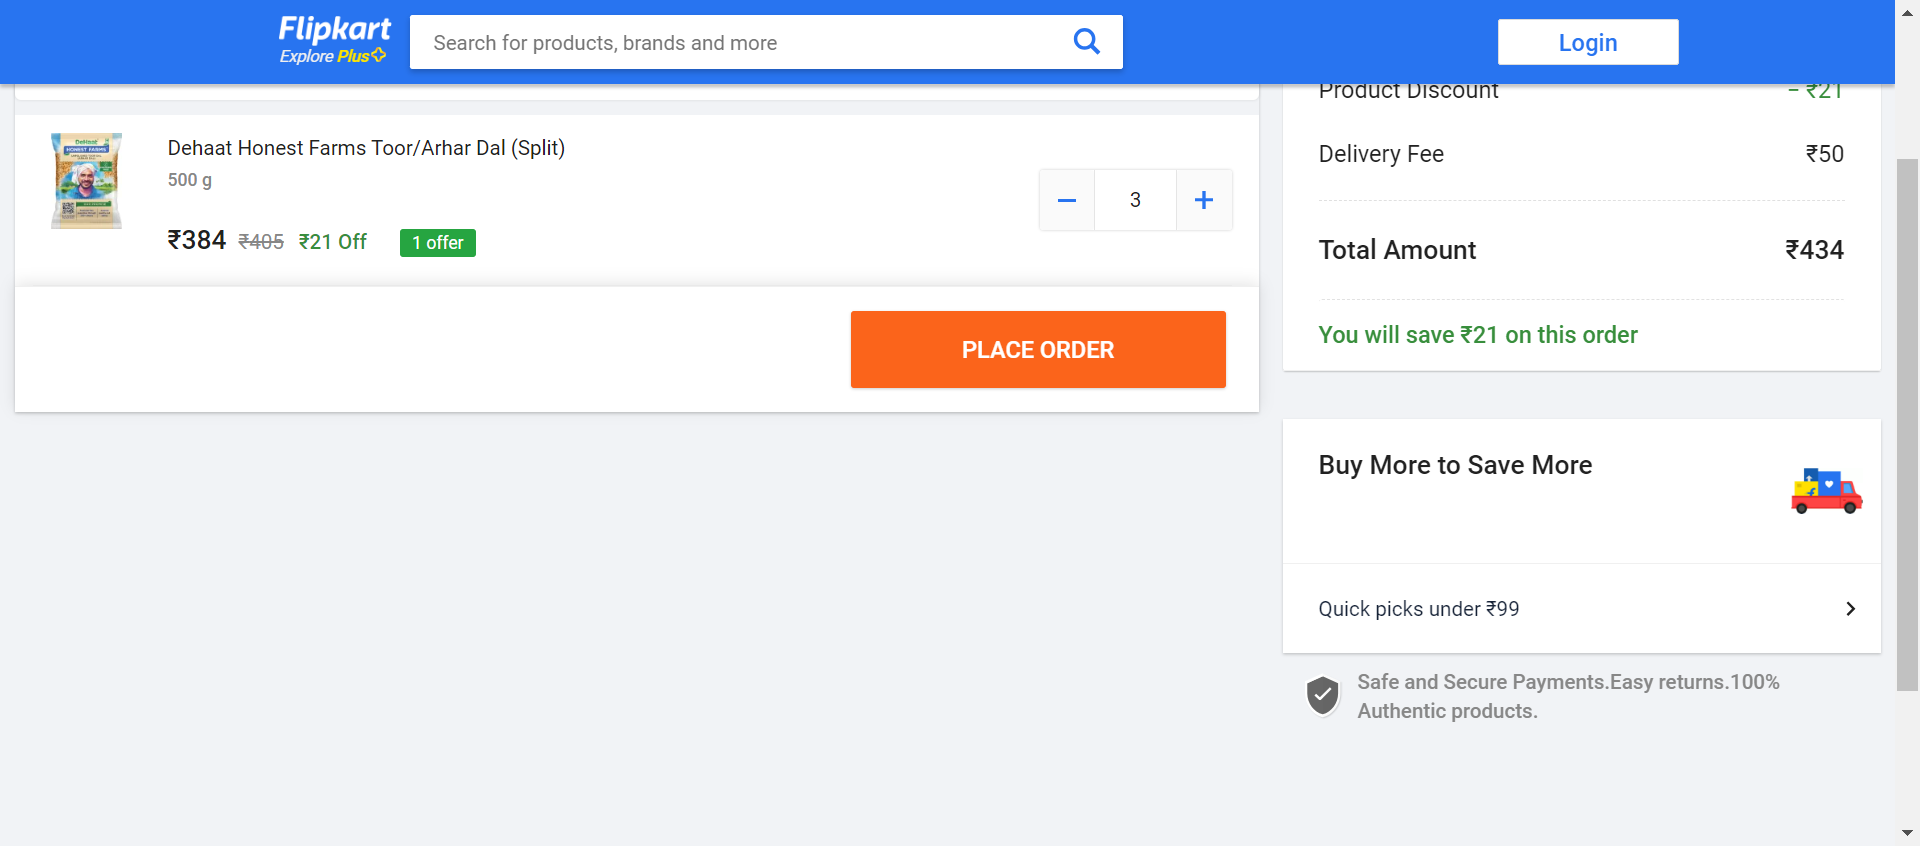 Flipkart
Explore Plus
Search for products, brands and more
Login
Dehaat Honest Farms Toor/Arhar Dal (Split)
500 g
₹384 ₹405 ₹21 Off 1 offer
DeHaat
HONEST FARMS
3
PLACE ORDER
Product Discount − ₹21
Delivery Fee ₹50
Total Amount ₹434
You will save ₹21 on this order
Buy More to Save More
Quick picks under ₹99
Safe and Secure Payments.Easy returns.100%
Authentic products.